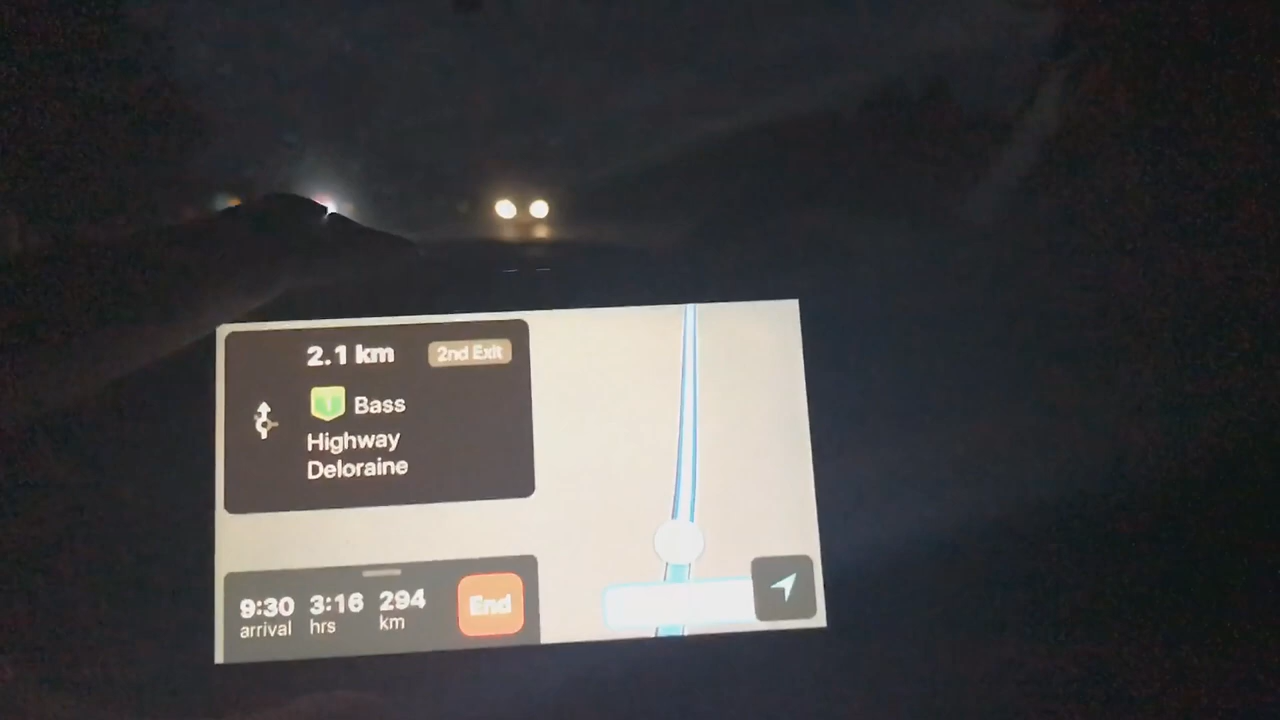 2.1 km 2nd Exit
1 Bass
Highway
Deloraine
9:30 3:16 294
arrival hrs km
End